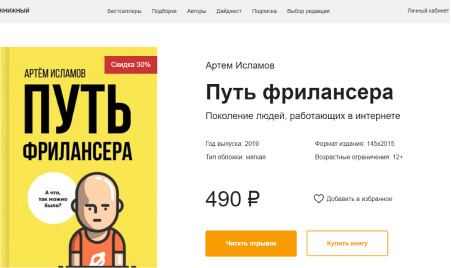 КНИЖНЫЙ
Бестселлеры Подборки Авторы Дайджест Подписка Выбор редакции Личный кабинет
Скидка 30%
АРТЁМ ИСЛАМОВ
ПУТЬ
ФРИЛАНСЕРА
А что,
так можно
было?
Артем Исламов
Путь фрилансера
Поколение людей, работающих в интернете
Год выпуска: 2019 Формат издания: 145x2015
Тип обложки: мягкая Возрастные ограничения: 12+
490 ₽ Добавить в избранное
Читать отрывок Купить книгу